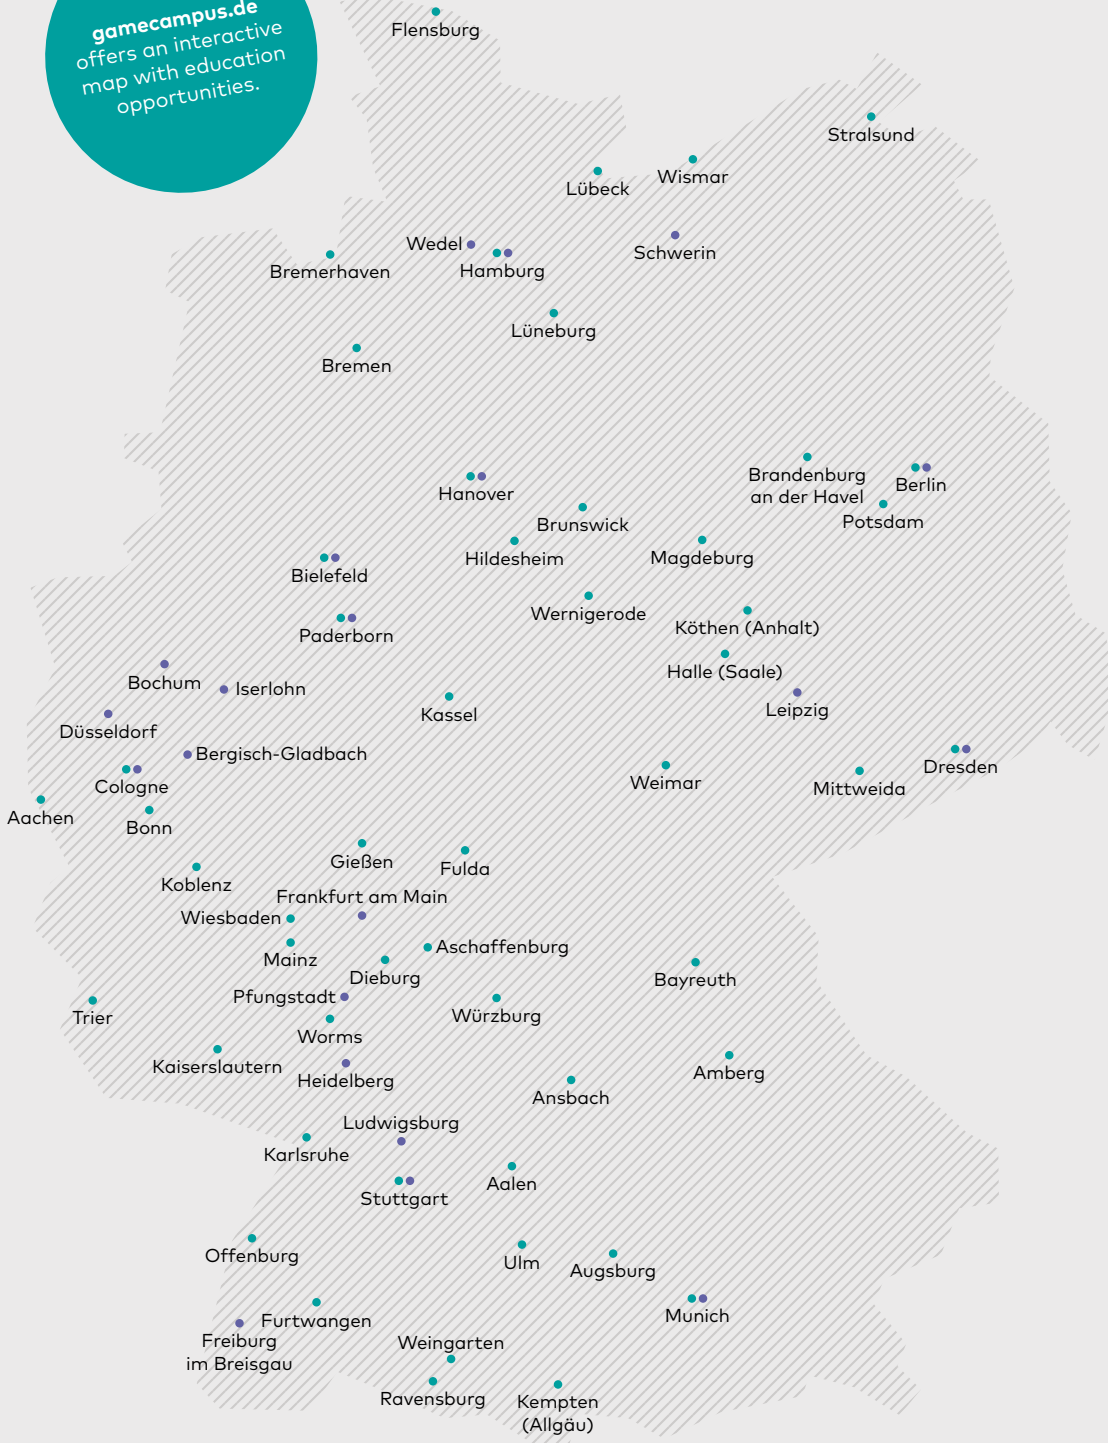 gamecampus.de
offers an interactive
map with education
opportunities.
Flensburg
Stralsund
Wismar
Lübeck
Wedel
Schwerin
Hamburg
Bremerhaven
Lüneburg
Bremen
Brandenburg
an der Havel
Berlin
Hanover
Potsdam
Brunswick
Hildesheim
Magdeburg
Bielefeld
Wernigerode
Köthen (Anhalt)
Paderborn
Halle (Saale)
Bochum
Iserlohn
Leipzig
Kassel
Düsseldorf
Bergisch-Gladbach
Dresden
Weimar
Cologne
Mittweida
Aachen
Bonn
Gießen
Fulda
Koblenz
Frankfurt am Main
Wiesbaden
Aschaffenburg
Mainz
Dieburg
Bayreuth
Pfungstadt
Würzburg
Trier
Worms
Kaiserslautern
Amberg
Heidelberg
Ansbach
Ludwigsburg
Karlsruhe
Aalen
Stuttgart
Offenburg
Ulm
Augsburg
Munich
Furtwangen
Freiburg
im Breisgau
Weingarten
Ravensburg
Kempten
(Allgäu)